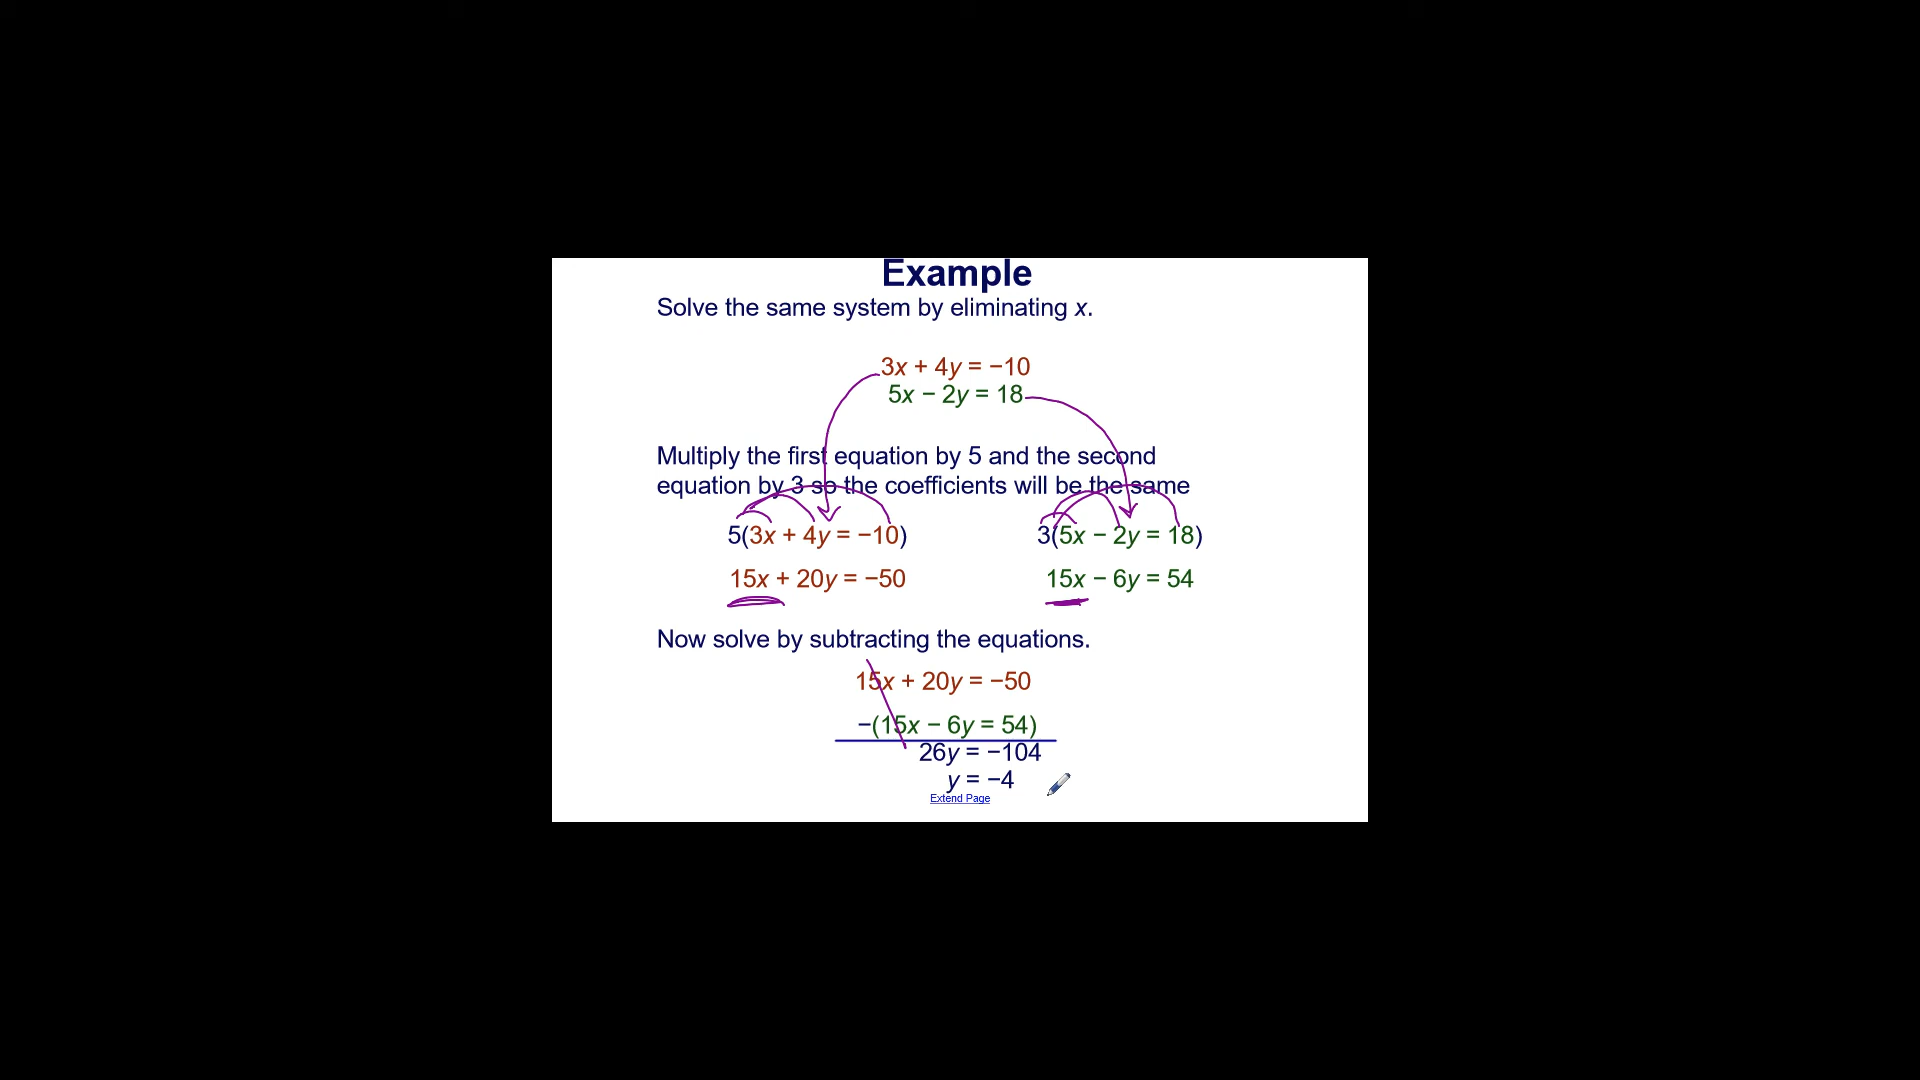 Example
Solve the same system by eliminating x.
3x + 4y = −10
5x − 2y = 18
Multiply the first equation by 5 and the second
equation by 3 so the coefficients will be the same
5(3x + 4y = −10)
3(5x − 2y = 18)
15x + 20y = −50
15x − 6y = 54
Now solve by subtracting the equations.
15x + 20y = −50
−(15x − 6y = 54)
26y = −104
y = −4
Extend Page